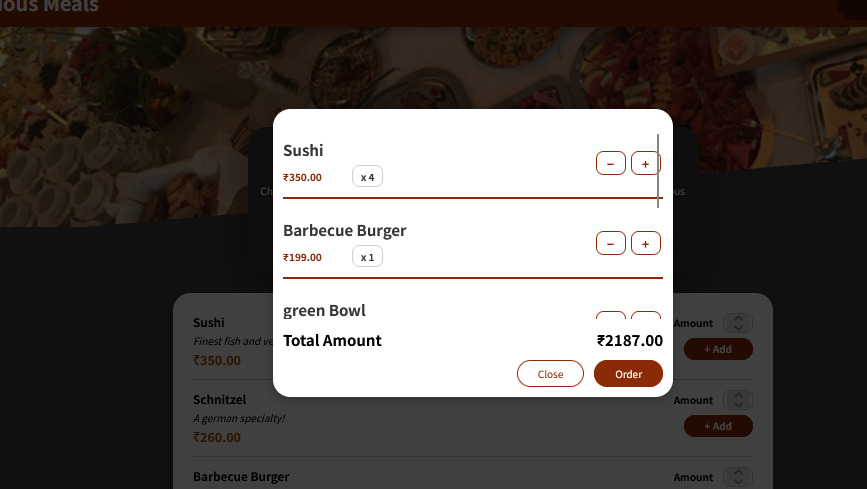 ious Meals
Ch
ous
Sushi
₹350.00
x 4
−
+
Barbecue Burger
₹199.00
x 1
−
+
green Bowl
Total Amount
₹2187.00
Close
Order
Sushi
Amount
Finest fish and ve
₹350.00
+ Add
Schnitzel
Amount
A german specialty!
₹260.00
+ Add
Barbecue Burger
Amount